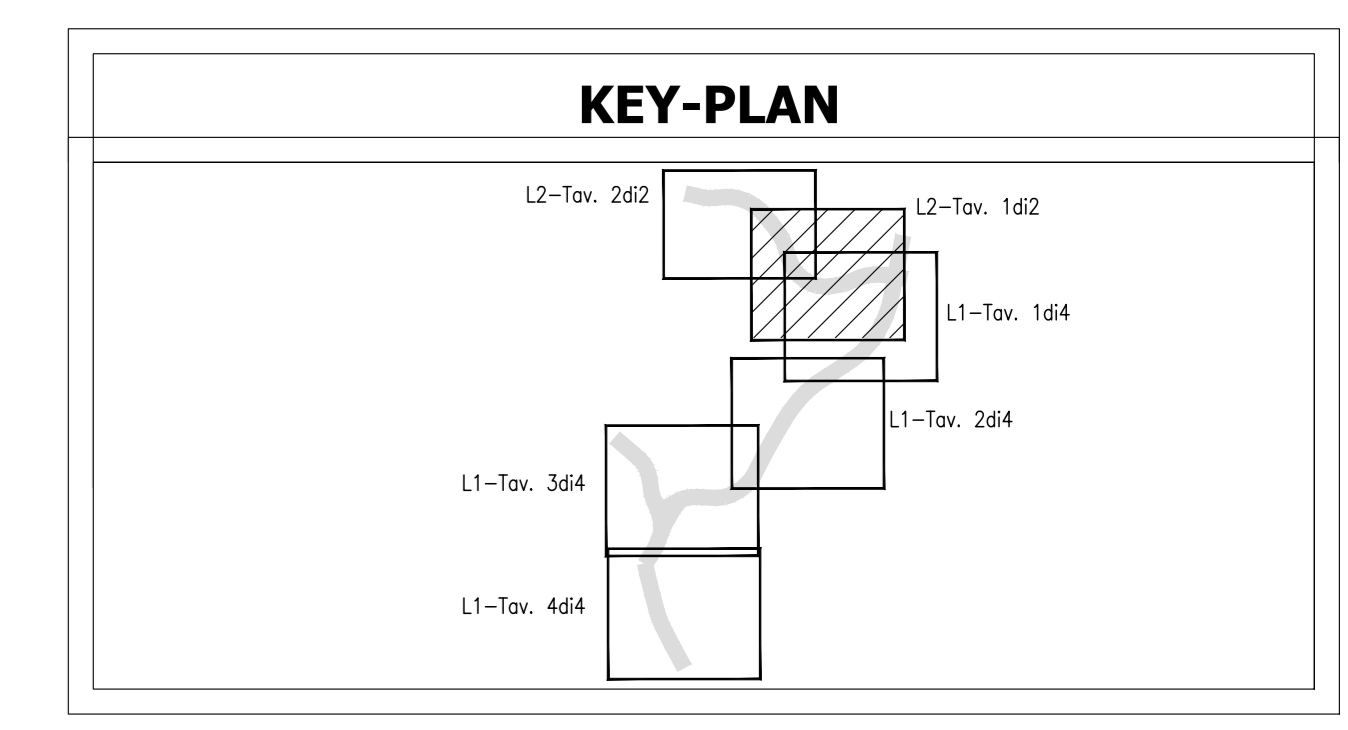 KEY-PLAN
L2-Tav. 2di2
L2-Tav. 1di2
L1-Tav. 1di4
L1-Tav. 2di4
L1-Tav. 3di4
L1-Tav. 4di4